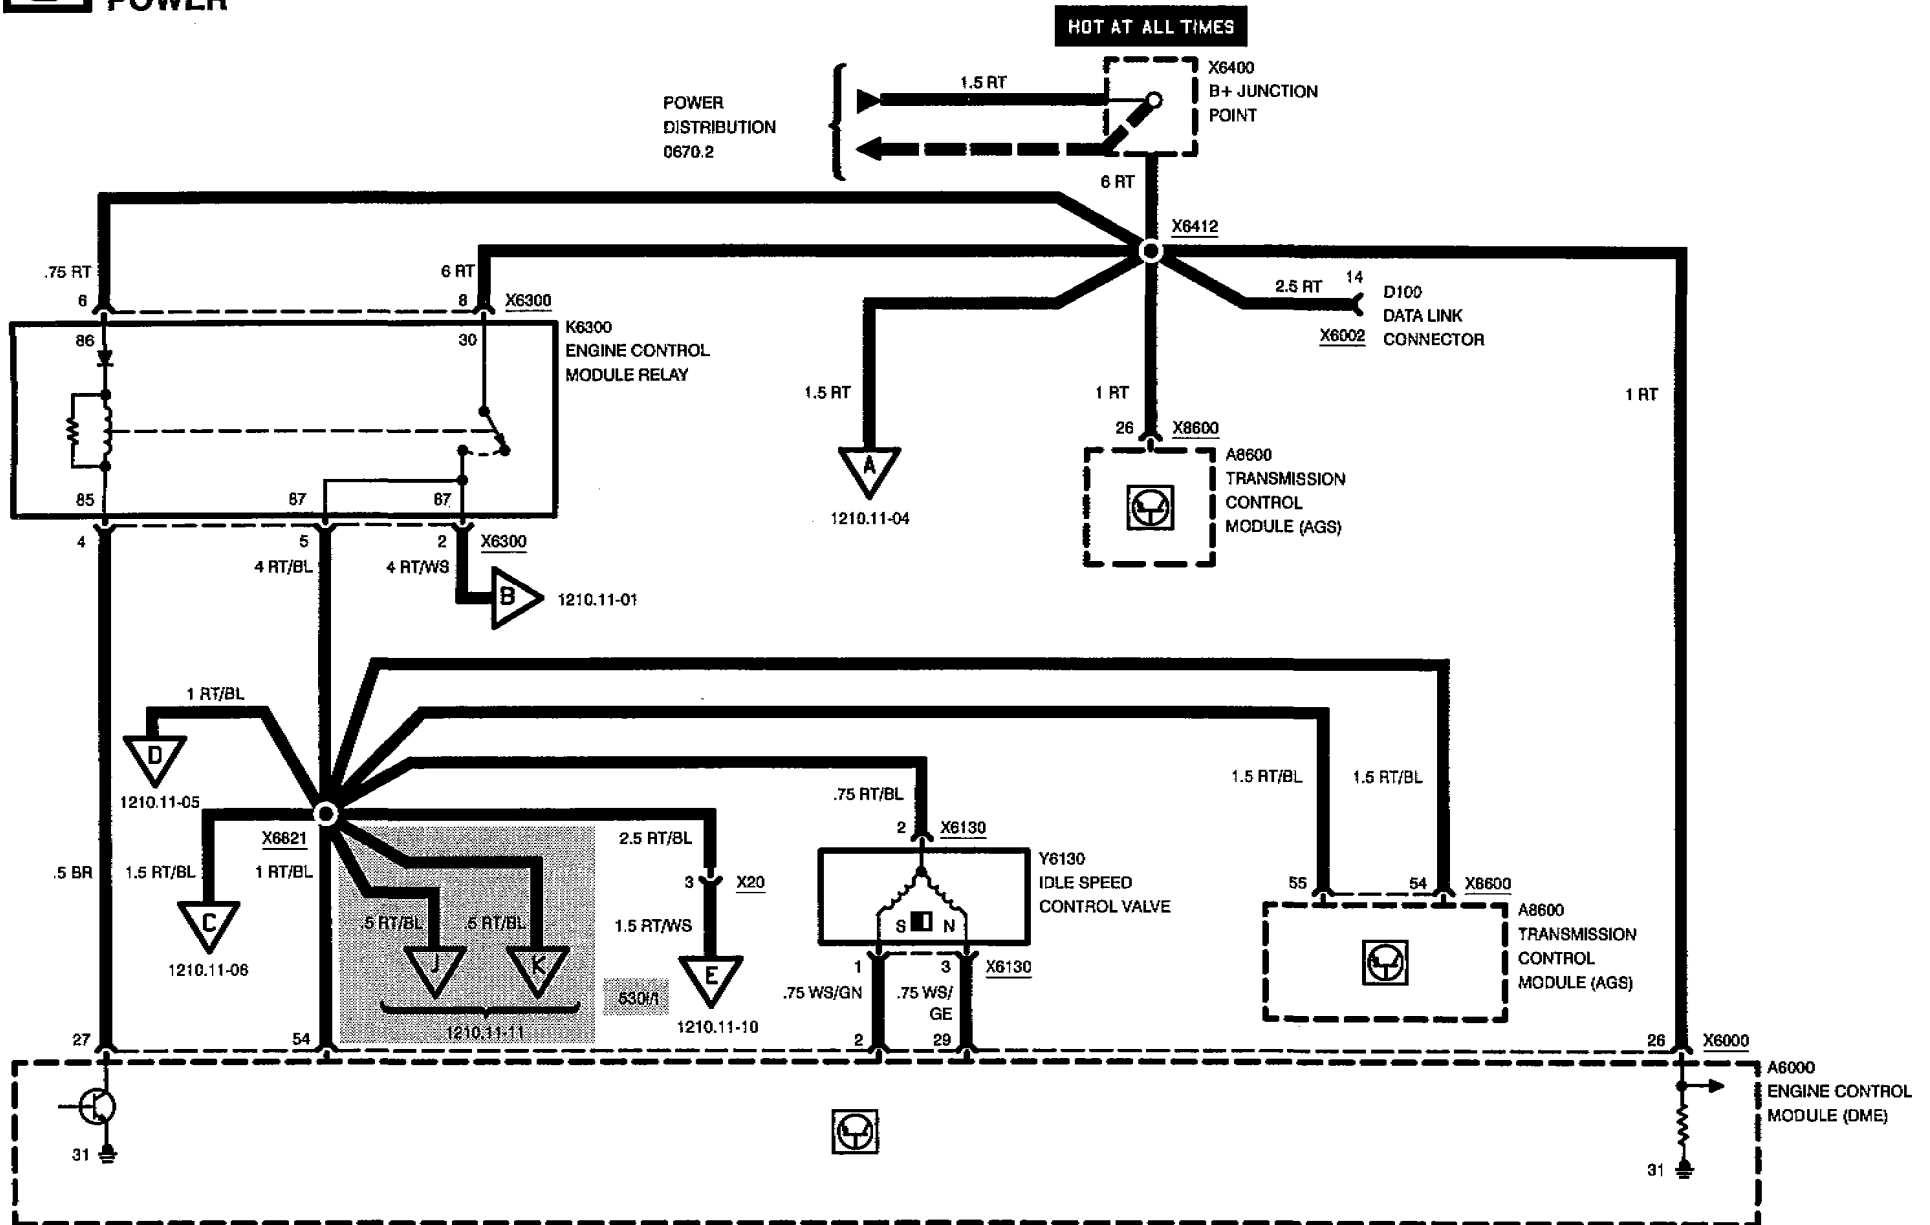 POWER
HOT AT ALL TIMES
X6400
B+ JUNCTION
POINT
1.5 RT
POWER
DISTRIBUTION
0670.2
6 RT
X6412
.75 RT
6 RT
6
8
X6300
2.5 RT
14
D100
DATA LINK
CONNECTOR
X6002
K6300
ENGINE CONTROL
MODULE RELAY
86
30
1.5 RT
1 RT
1 RT
26
X8600
A8600
TRANSMISSION
CONTROL
MODULE (AGS)
A
1210.11-04
85
87
87
4
5
2
X6300
4 RT/BL
4 RT/WS
B
1210.11-01
1 RT/BL
D
1210.11-05
1.5 RT/BL
1.5 RT/BL
.75 RT/BL
X6821
2.5 RT/BL
2
X6130
.5 BR
1.5 RT/BL
1 RT/BL
3
X20
Y6130
IDLE SPEED
CONTROL VALVE
55
54
X8600
C
1210.11-06
.5 RT/BL
.5 RT/BL
1.5 RT/WS
S
N
A8600
TRANSMISSION
CONTROL
MODULE (AGS)
J
K
E
1
3
X6130
530i/1
.75 WS/GN
.75 WS/
GE
1210.11-11
1210.11-10
27
54
2
29
26
X6000
A6000
ENGINE CONTROL
MODULE (DME)
31
31